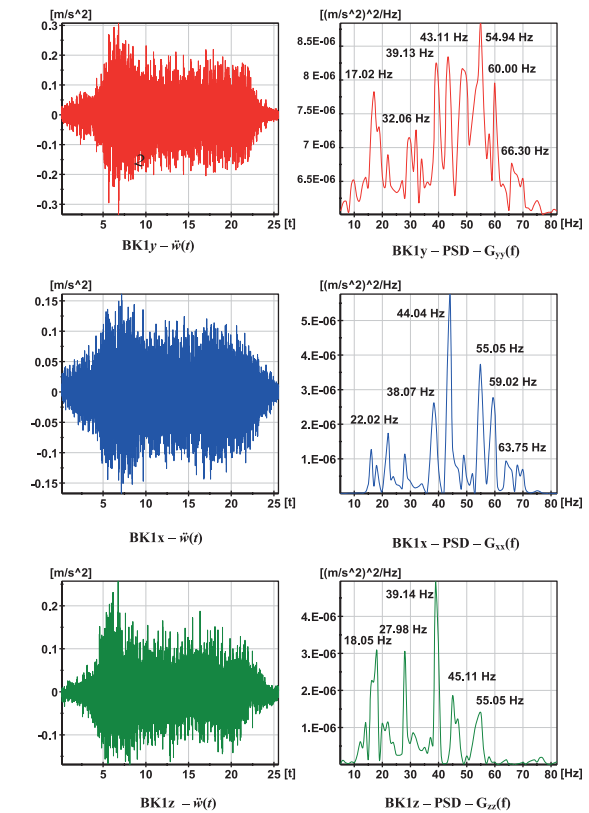 [m/s^2]
0.3
0.2
0.1
0
-0.1
-0.2
-0.3
2
5
10
15
20
25
[t]
BK1y – ẅ(t)
[(m/s^2)^2/Hz]
8.5E-06
8.E-06
7.5E-06
7.E-06
6.5E-06
17.02 Hz
32.06 Hz
39.13 Hz
43.11 Hz
54.94 Hz
60.00 Hz
66.30 Hz
10
20
30
40
50
60
70
80
[Hz]
BK1y – PSD – Gyy(f)
[m/s^2]
0.15
0.1
0.05
0
-0.05
-0.1
-0.15
5
10
15
20
25
[t]
BK1x – ẅ(t)
[(m/s^2)^2/Hz]
5.E-06
4.E-06
3.E-06
2.E-06
1.E-06
22.02 Hz
38.07 Hz
44.04 Hz
55.05 Hz
59.02 Hz
63.75 Hz
10
20
30
40
50
60
70
80
[Hz]
BK1x – PSD – Gxx(f)
[m/s^2]
0.2
0.1
0
-0.1
5
10
15
20
25
[t]
BK1z – ẅ(t)
[(m/s^2)^2/Hz]
4.E-06
3.E-06
2.E-06
1.E-06
18.05 Hz
27.98 Hz
39.14 Hz
45.11 Hz
55.05 Hz
10
20
30
40
50
60
70
80
[Hz]
BK1z – PSD – Gzz(f)